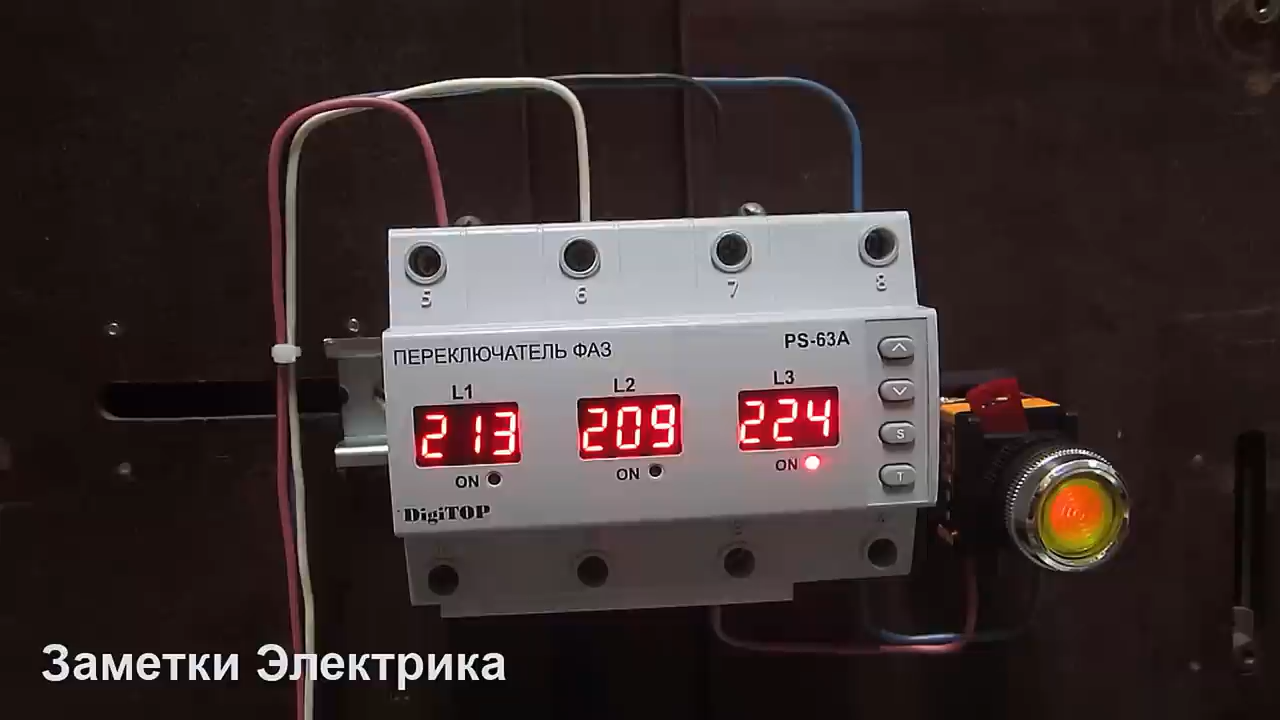 5 6 7 8
ПЕРЕКЛЮЧАТЕЛЬ ФАЗ PS-63A
L1 L2 L3
213 209 224
ON ON ON
S
T
DigiTOP
Заметки Электрика